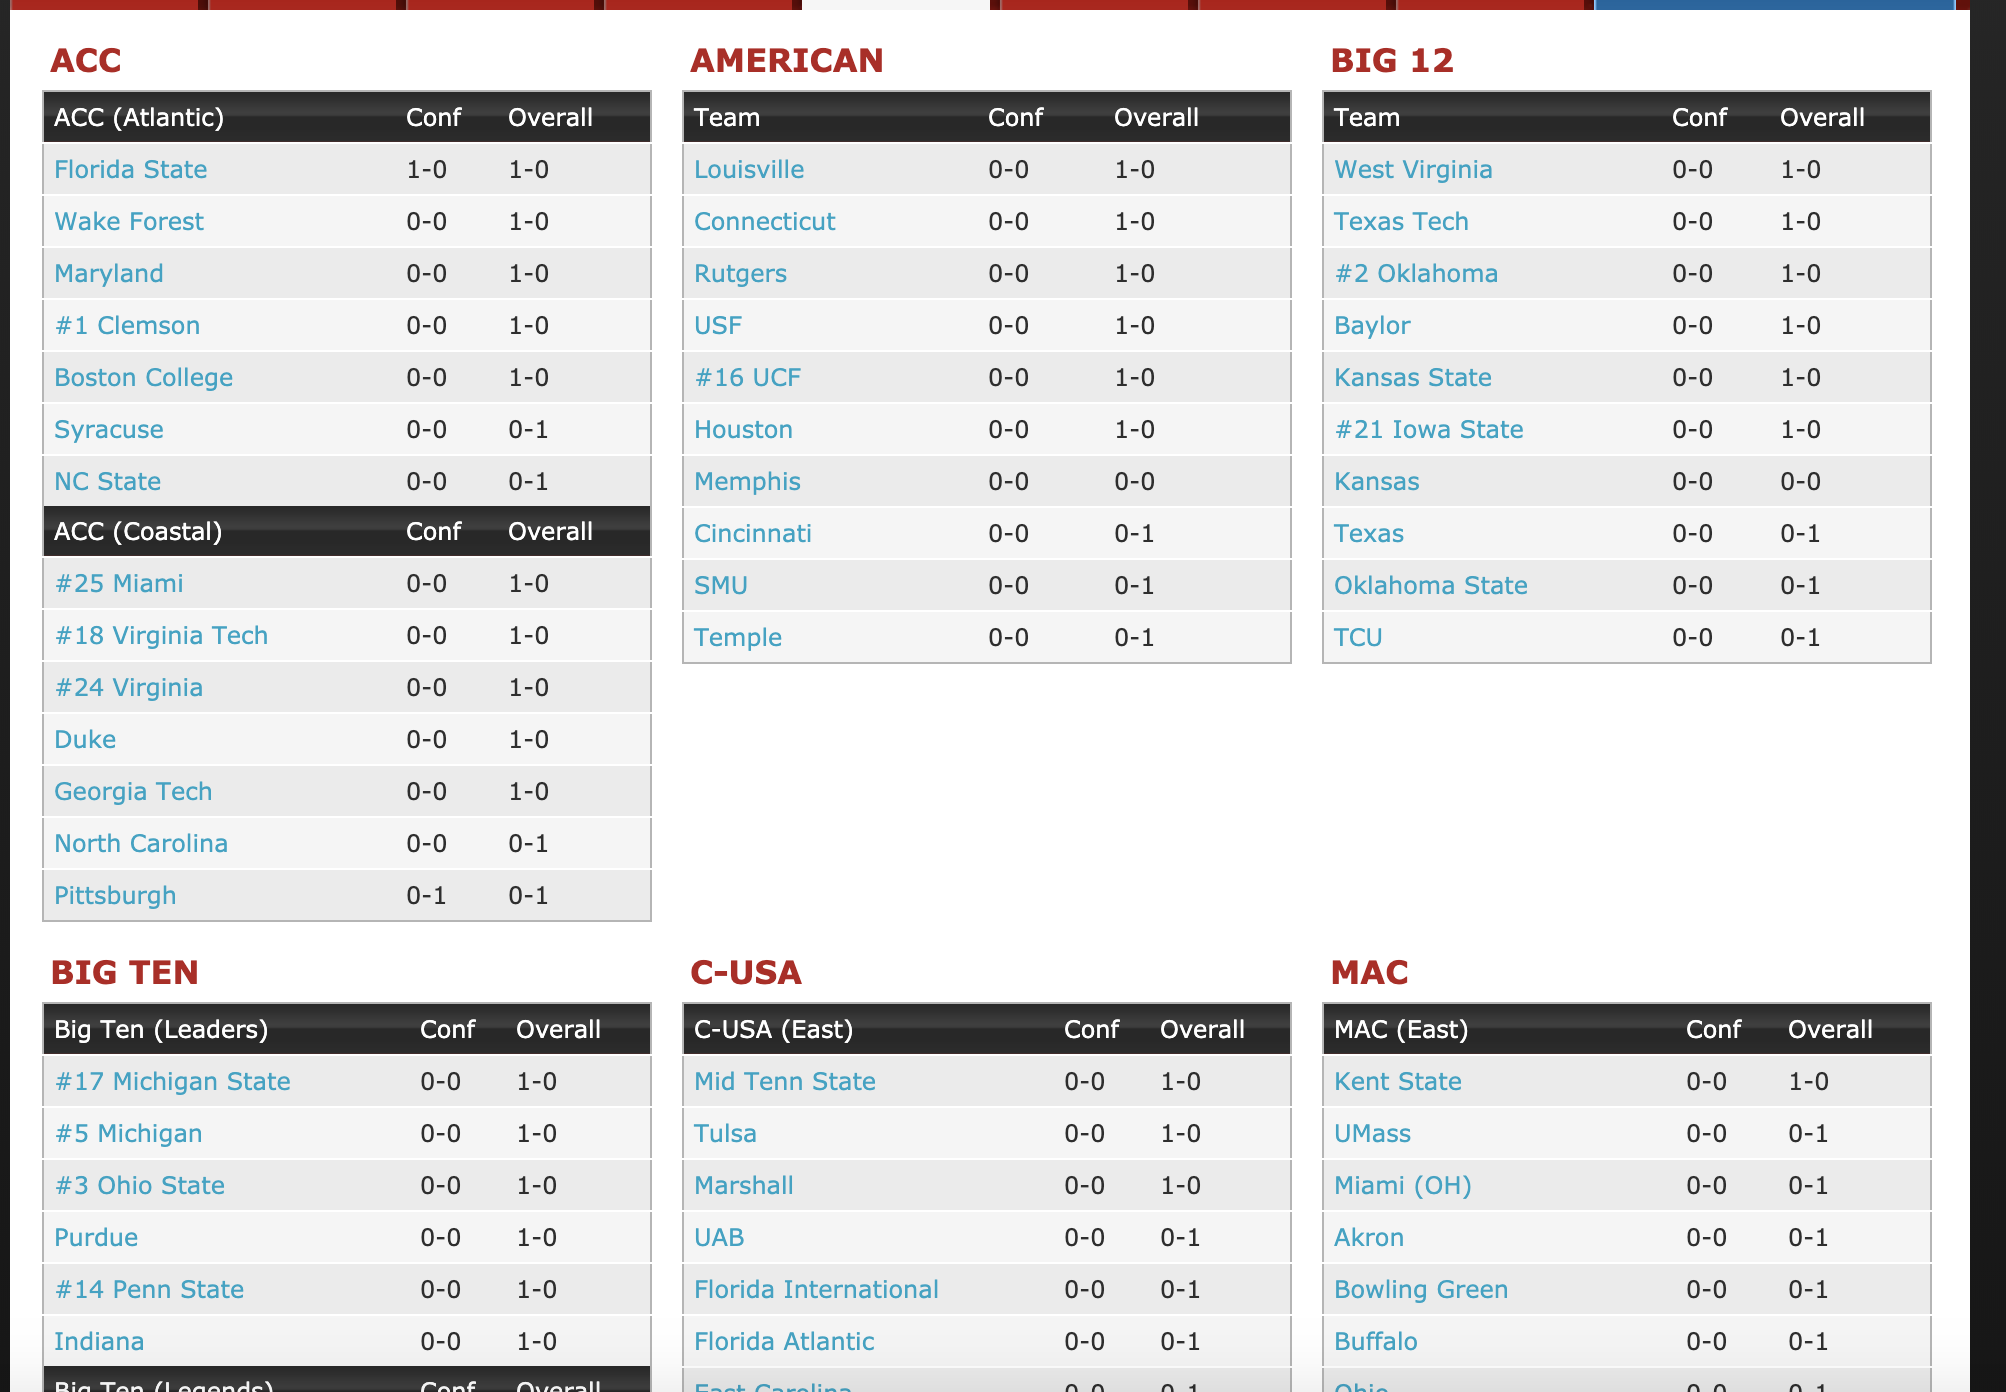 ACC
ACC (Atlantic) Conf Overall
Florida State 1-0 1-0
Wake Forest 0-0 1-0
Maryland 0-0 1-0
#1 Clemson 0-0 1-0
Boston College 0-0 1-0
Syracuse 0-0 0-1
NC State 0-0 0-1
ACC (Coastal) Conf Overall
#25 Miami 0-0 1-0
#18 Virginia Tech 0-0 1-0
#24 Virginia 0-0 1-0
Duke 0-0 1-0
Georgia Tech 0-0 1-0
North Carolina 0-0 0-1
Pittsburgh 0-1 0-1
AMERICAN
Team Conf Overall
Louisville 0-0 1-0
Connecticut 0-0 1-0
Rutgers 0-0 1-0
USF 0-0 1-0
#16 UCF 0-0 1-0
Houston 0-0 1-0
Memphis 0-0 0-0
Cincinnati 0-0 0-1
SMU 0-0 0-1
Temple 0-0 0-1
BIG 12
Team Conf Overall
West Virginia 0-0 1-0
Texas Tech 0-0 1-0
#2 Oklahoma 0-0 1-0
Baylor 0-0 1-0
Kansas State 0-0 1-0
#21 Iowa State 0-0 1-0
Kansas 0-0 0-0
Texas 0-0 0-1
Oklahoma State 0-0 0-1
TCU 0-0 0-1
BIG TEN
Big Ten (Leaders) Conf Overall
#17 Michigan State 0-0 1-0
#5 Michigan 0-0 1-0
#3 Ohio State 0-0 1-0
Purdue 0-0 1-0
#14 Penn State 0-0 1-0
Indiana 0-0 1-0
Big Ten (Legends) Conf Overall
C-USA
C-USA (East) Conf Overall
Mid Tenn State 0-0 1-0
Tulsa 0-0 1-0
Marshall 0-0 1-0
UAB 0-0 0-1
Florida International 0-0 0-1
Florida Atlantic 0-0 0-1
East Carolina 0-0 0-1
MAC
MAC (East) Conf Overall
Kent State 0-0 1-0
UMass 0-0 0-1
Miami (OH) 0-0 0-1
Akron 0-0 0-1
Bowling Green 0-0 0-1
Buffalo 0-0 0-1
Ohio 0-0 0-1